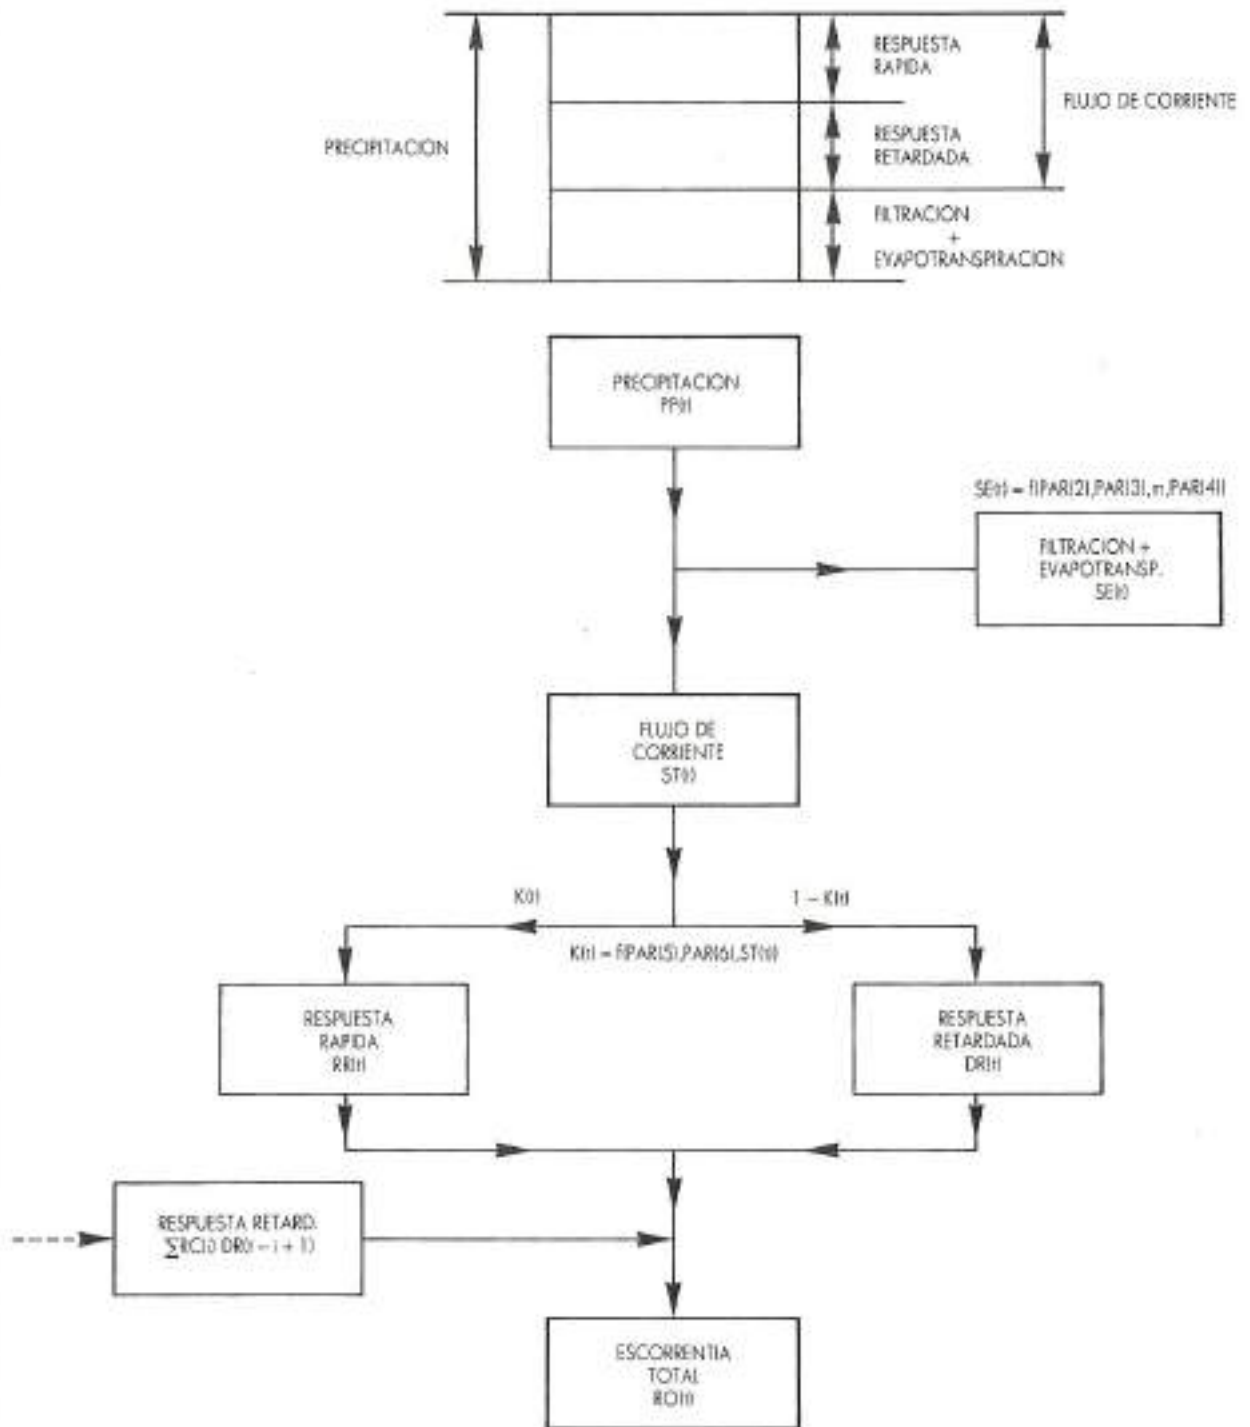 RESPUESTA
RAPIDA
FLUJO DE CORRIENTE
PRECIPITACION
RESPUESTA
RETARDADA
FILTRACION
+
EVAPOTRANSPIRACION
PRECIPITACION
PP(t)
SE(t) = f(PAR(2),PAR(3),m,PAR(4))
FILTRACION +
EVAPOTRANSP.
SE(t)
FLUJO DE
CORRIENTE
ST(t)
K(t)
1 - K(t)
K(t) = f(PAR(5),PAR(6),ST(t))
RESPUESTA
RAPIDA
RR(t)
RESPUESTA
RETARDADA
DR(t)
RESPUESTA RETARD.
∑RC(i) DR(t - i + 1)
ESCORRENTIA
TOTAL
RO(t)